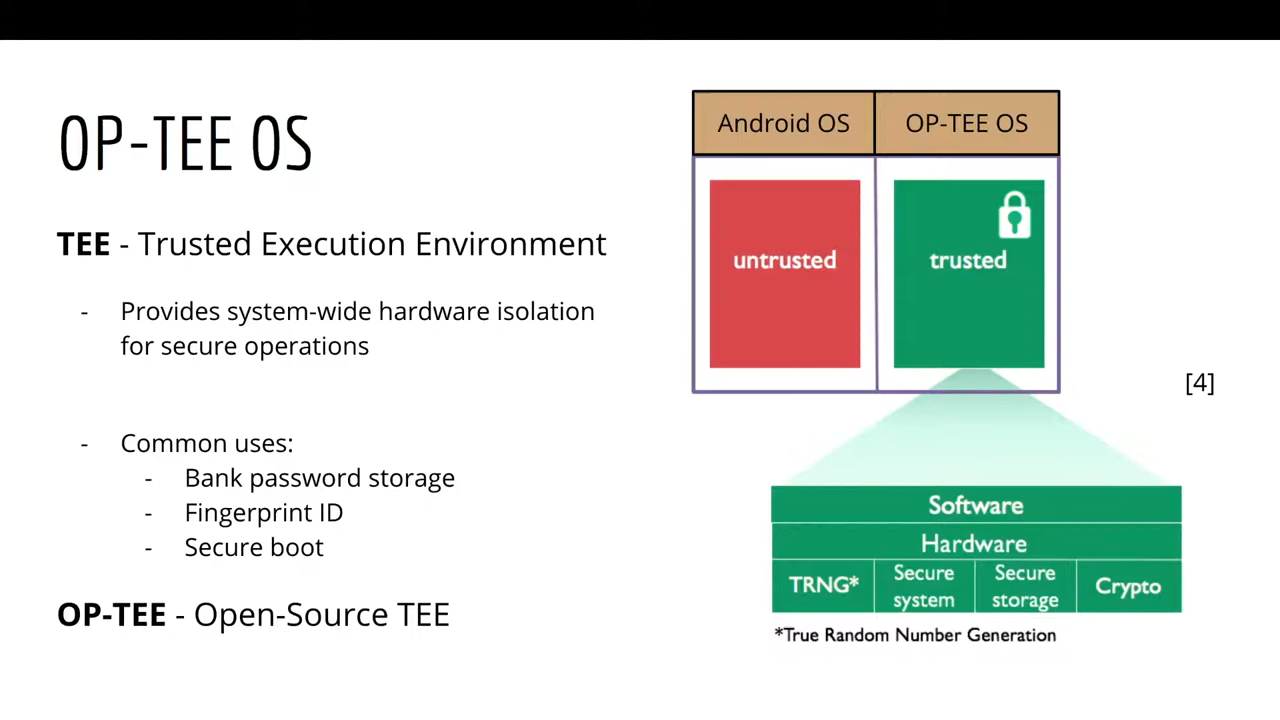 OP-TEE OS
TEE - Trusted Execution Environment
- Provides system-wide hardware isolation
for secure operations
- Common uses:
- Bank password storage
- Fingerprint ID
- Secure boot
OP-TEE - Open-Source TEE
Android OS
OP-TEE OS
untrusted
trusted
[4]
Software
Hardware
TRNG*
Secure
system
Secure
storage
Crypto
*True Random Number Generation